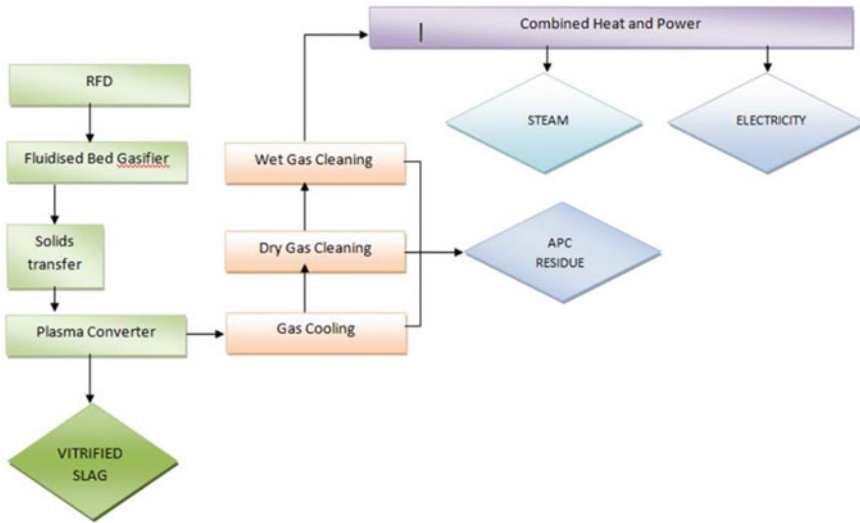 RFD
Fluidised Bed Gasifier
Solids
transfer
Plasma Converter
VITRIFIED
SLAG
Gas Cooling
Dry Gas Cleaning
Wet Gas Cleaning
APC
RESIDUE
Combined Heat and Power
STEAM
ELECTRICITY